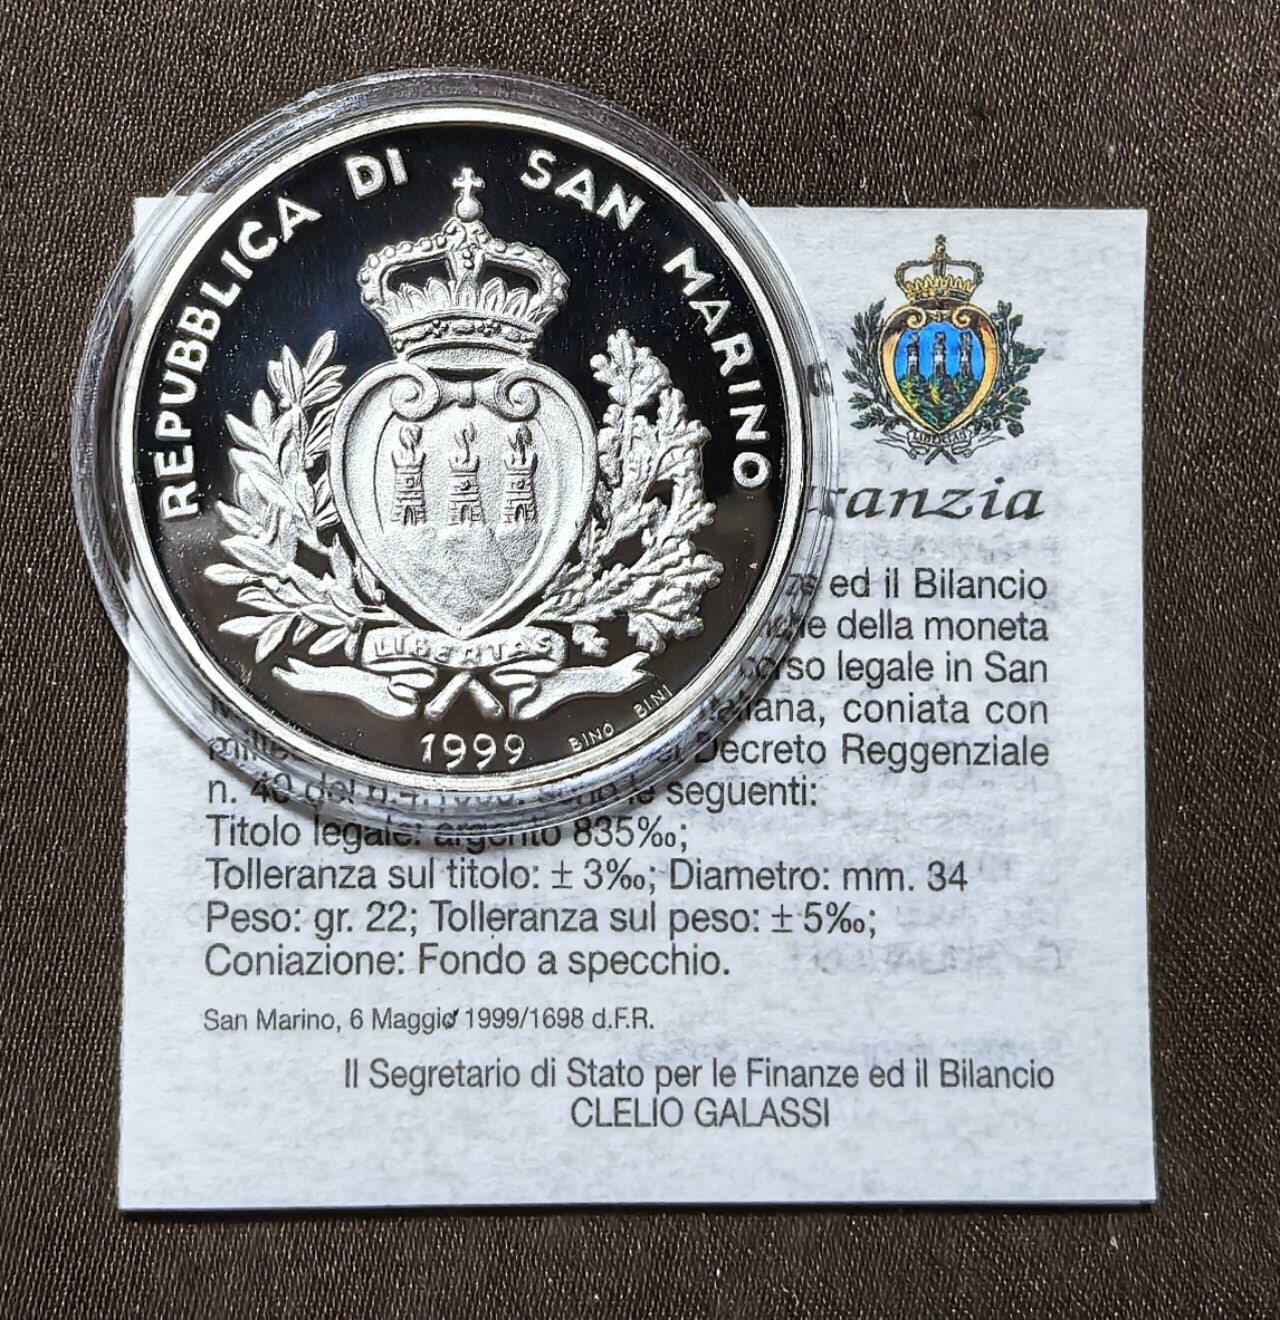 REPUBBLICA DI SAN MARINO
LIBERTAS
1999
BINO BINI
LIBERTAS
ed il Bilancio
della moneta
corso legale in San
coniata con
Decreto Reggenziale
n. 40 seguenti:
Titolo legale: argento 835‰;
Tolleranza sul titolo: ± 3‰; Diametro: mm. 34
Peso: gr. 22; Tolleranza sul peso: ± 5‰;
Coniazione: Fondo a specchio.
San Marino, 6 Maggio 1999/1698 d.F.R.
Il Segretario di Stato per le Finanze ed il Bilancio
CLELIO GALASSI